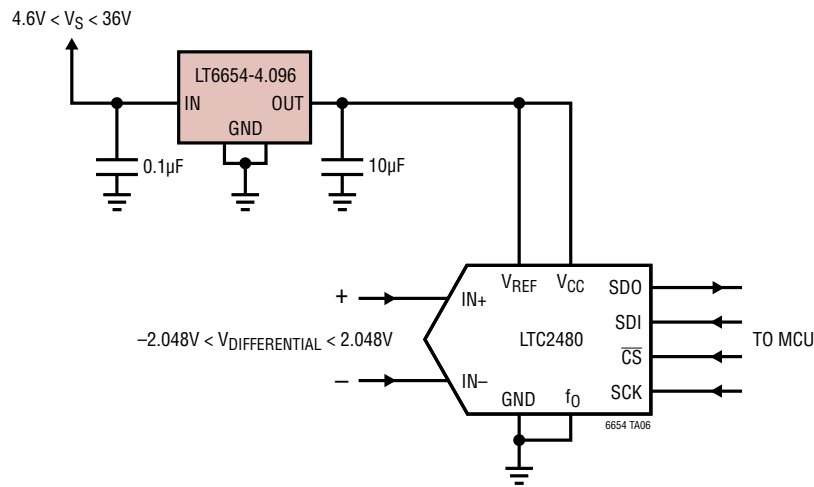 4.6V < VS < 36V
LT6654-4.096
IN OUT
GND
0.1µF
10µF
VREF VCC
SDO
+
IN+
SDI
–2.048V < VDIFFERENTIAL < 2.048V
LTC2480
TO MCU
CS
–
IN–
SCK
GND fO
6654 TA06